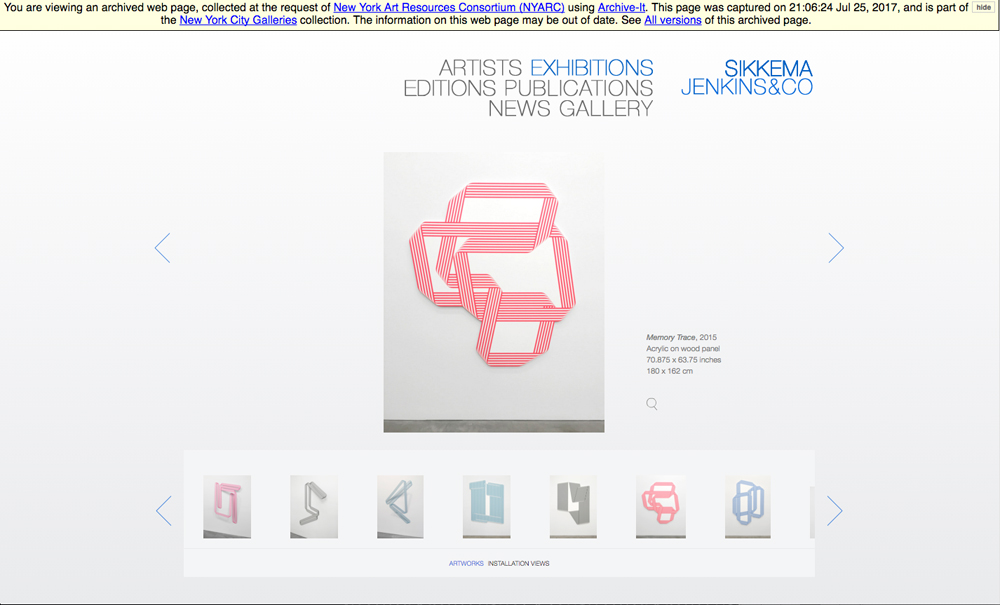 You are viewing an archived web page, collected at the request of New York Art Resources Consortium (NYARC) using Archive-It. This page was captured on 21:06:24 Jul 25, 2017, and is part of
the New York City Galleries collection. The information on this web page may be out of date. See All versions of this archived page.
hide
ARTISTS EXHIBITIONS
EDITIONS PUBLICATIONS
NEWS GALLERY
SIKKEMA
JENKINS&CO
Memory Trace, 2015
Acrylic on wood panel
70.875 x 63.75 inches
180 x 162 cm
ARTWORKS INSTALLATION VIEWS